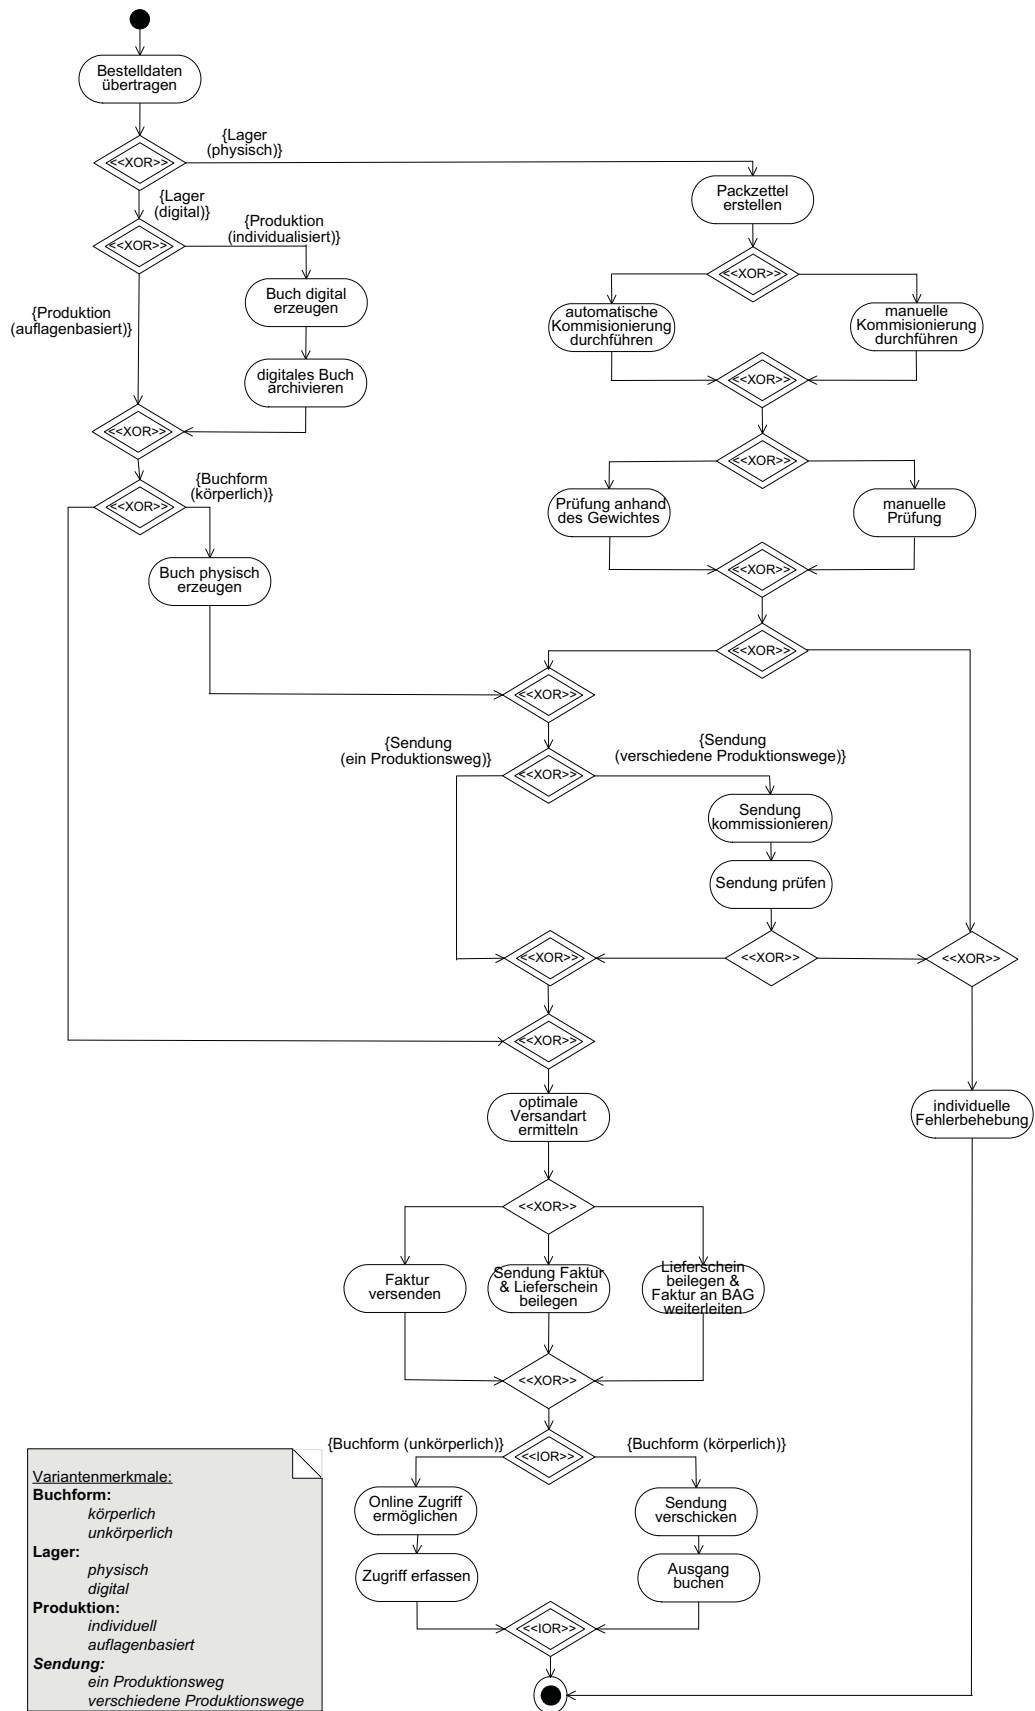 Bestelldaten
übertragen
{Lager
(physisch)}
<<XOR>>
{Lager
(digital)}
Packzettel
erstellen
{Produktion
(individualisiert)}
<<XOR>>
<<XOR>>
Buch digital
erzeugen
{Produktion
(auflagenbasiert)}
automatische
Kommisionierung
durchführen
manuelle
Kommisionierung
durchführen
digitales Buch
archivieren
<<XOR>>
<<XOR>>
<<XOR>>
{Buchform
(körperlich)}
<<XOR>>
Prüfung anhand
des Gewichtes
manuelle
Prüfung
Buch physisch
erzeugen
<<XOR>>
<<XOR>>
<<XOR>>
{Sendung
(ein Produktionsweg)}
{Sendung
(verschiedene Produktionswege)}
<<XOR>>
Sendung
kommissionieren
Sendung prüfen
<<XOR>>
<<XOR>>
<<XOR>>
<<XOR>>
optimale
Versandart
ermitteln
individuelle
Fehlerbehebung
<<XOR>>
Faktur
versenden
Sendung Faktur
& Lieferschein
beilegen
Lieferschein
beilegen &
Faktur an BAG
weiterleiten
<<XOR>>
{Buchform (unkörperlich)}
{Buchform (körperlich)}
<<IOR>>
Online Zugriff
ermöglichen
Sendung
verschicken
Zugriff erfassen
Ausgang
buchen
<<IOR>>
Variantenmerkmale:
Buchform:
körperlich
unkörperlich
Lager:
physisch
digital
Produktion:
individuell
auflagenbasiert
Sendung:
ein Produktionsweg
verschiedene Produktionswege